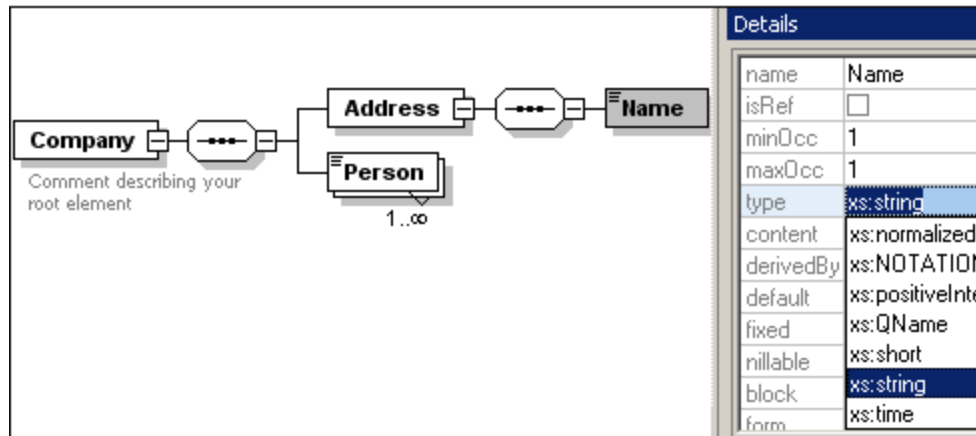 Company
Comment describing your
root element
Address
Name
Person
1..∞
Details
name Name
isRef
minOcc 1
maxOcc 1
type xs:string
content xs:normalized
derivedBy xs:NOTATION
default xs:positiveInte
fixed xs:QName
nillable xs:short
block xs:string
form xs:time